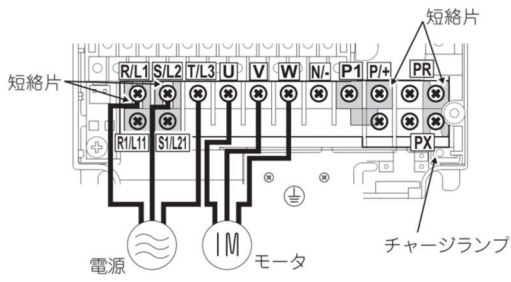 短絡片
短絡片
R/L1 S/L2 T/L3 U V W N/- P1 P/+ PR
R1/L11 S1/L21 PX
電源
IM
モータ
チャージランプ